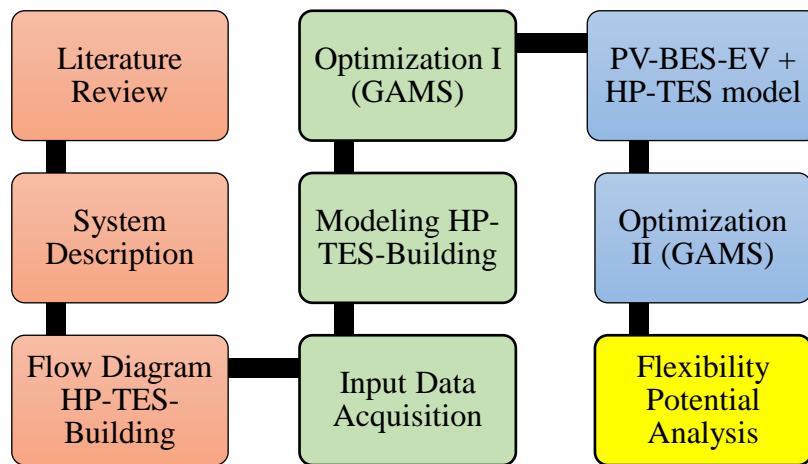 Literature
Review
System
Description
Flow Diagram
HP-TES-
Building
Input Data
Acquisition
Modeling HP-
TES-Building
Optimization I
(GAMS)
PV-BES-EV +
HP-TES model
Optimization
II (GAMS)
Flexibility
Potential
Analysis